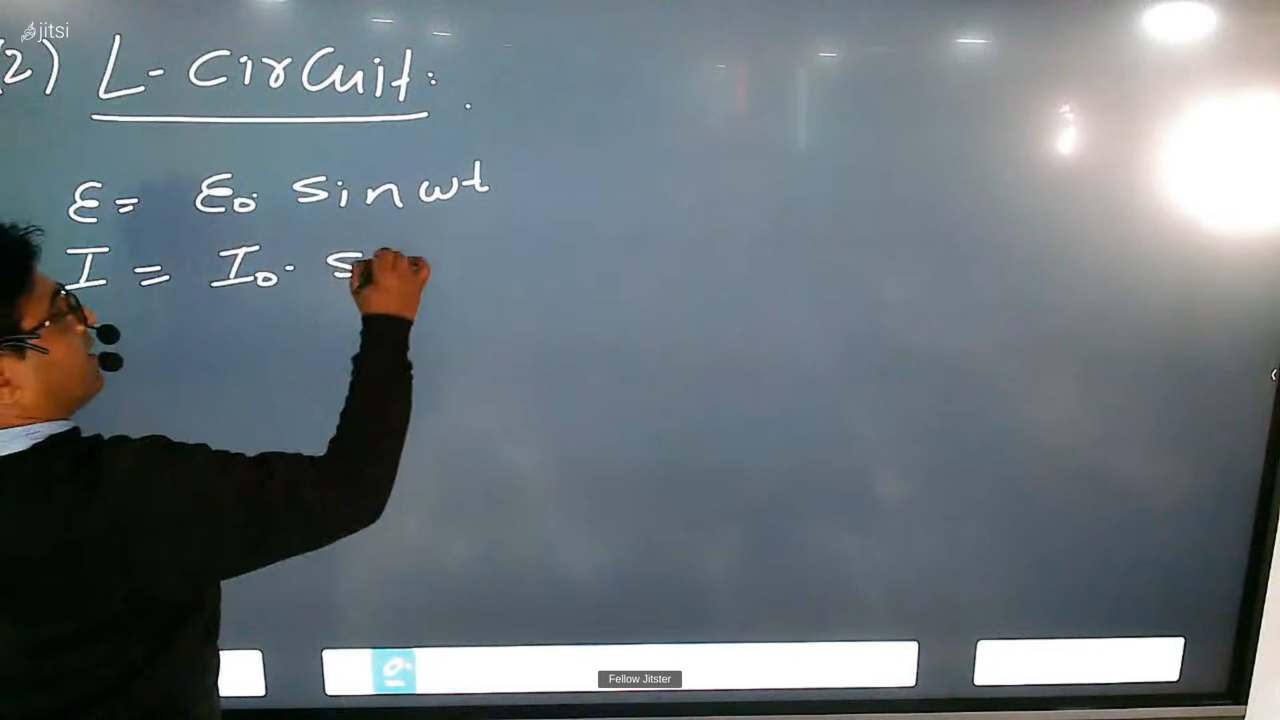 jitsi
(2) L-Circuit:
ε = ε₀ sin ωt
I = I₀ · s
Fellow Jitster